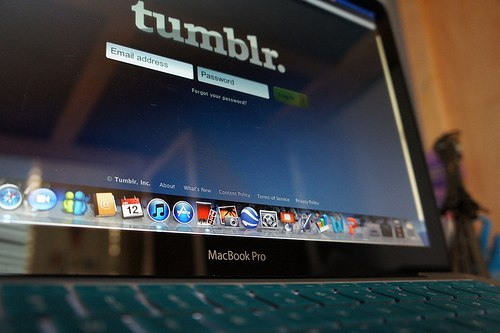 tumblr.
Email address
Password
Forgot your password?
© Tumblr, Inc. About What's New Content Policy Terms of Service Privacy Policy
12
MacBook Pro